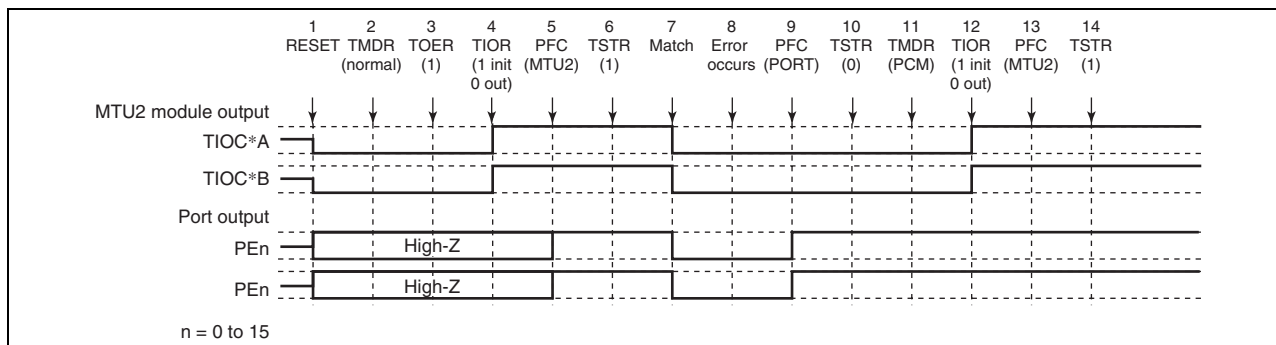 1 2 3 4 5 6 7 8 9 10 11 12 13 14
RESET TMDR TOER TIOR PFC TSTR Match Error PFC TSTR TMDR TIOR PFC TSTR
(normal) (1) (1 init (MTU2) (1) occurs (PORT) (0) (PCM) (1 init (MTU2) (1)
0 out) 0 out)
MTU2 module output
TIOC*A
TIOC*B
Port output
PEn High-Z
PEn High-Z
n = 0 to 15